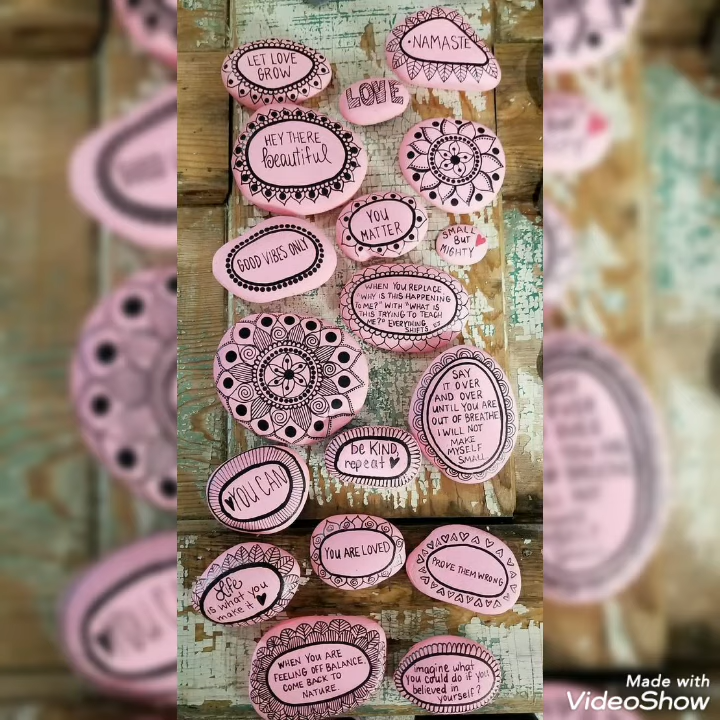 LET LOVE
GROW
•NAMASTE•
LOVE
HEY THERE
beautiful
YOU
MATTER
SMALL
BUT
MIGHTY
GOOD VIBES ONLY
WHEN YOU REPLACE
"WHY IS THIS HAPPENING
TO ME?" WITH "WHAT IS
THIS TRYING TO TEACH
ME?" EVERYTHING
SHIFTS
SAY
IT OVER
AND OVER
UNTIL YOU ARE
OUT OF BREATHE
I WILL NOT
MAKE
MYSELF
SMALL
be KIND,
repeat
YOU CAN
YOU ARE LOVED
PROVE THEM WRONG
Life
is what you
make it
WHEN YOU ARE
FEELING OFF BALANCE,
COME BACK TO
NATURE.
imagine what
you could do if you
believed in
yourself?
Made with
VideoShow